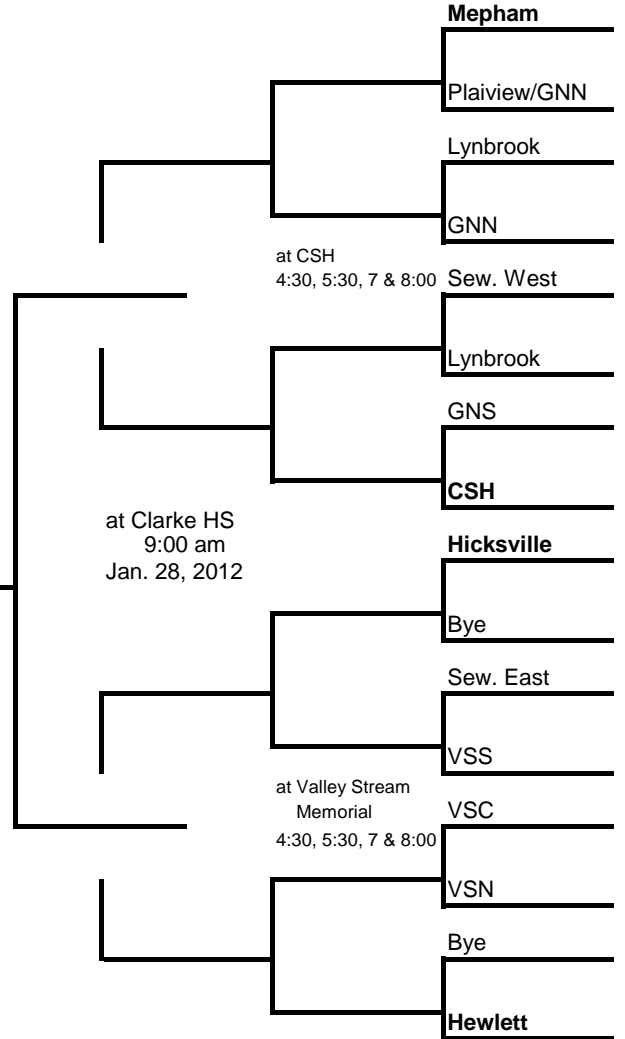 Mepham
Plaiview/GNN
Lynbrook
GNN
at CSH
4:30, 5:30, 7 & 8:00
Sew. West
Lynbrook
GNS
CSH
at Clarke HS
9:00 am
Jan. 28, 2012
Hicksville
Bye
Sew. East
VSS
at Valley Stream
Memorial
4:30, 5:30, 7 & 8:00
VSC
VSN
Bye
Hewlett